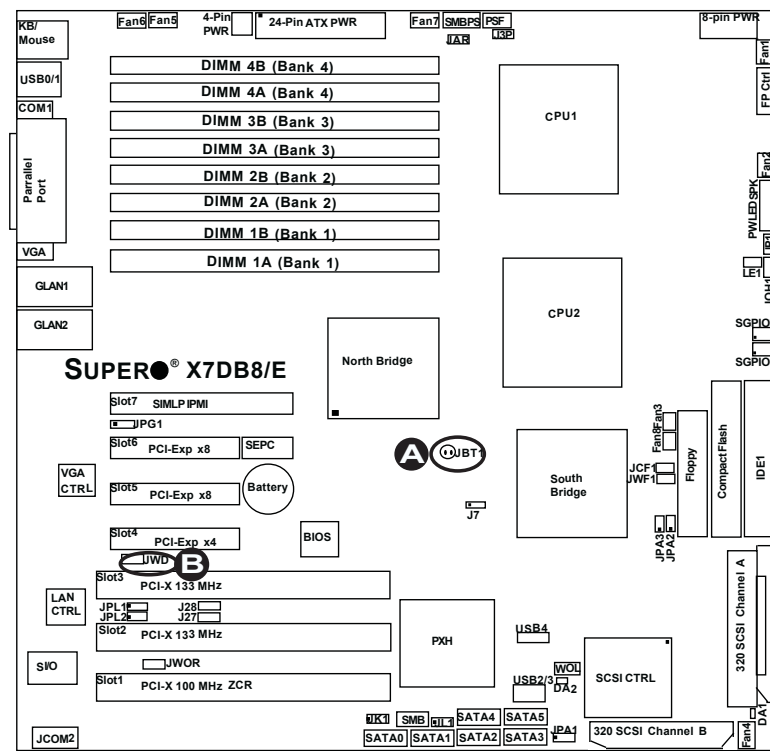 KB/
Mouse
Fan6
Fan5
4-Pin
PWR
24-Pin ATX PWR
Fan7
SMBPS
PSF
JAR
J3P
8-pin PWR
Fan1
FP Ctrl
USB0/1
COM1
Parrallel
Port
VGA
GLAN1
GLAN2
DIMM 4B (Bank 4)
DIMM 4A (Bank 4)
DIMM 3B (Bank 3)
DIMM 3A (Bank 3)
DIMM 2B (Bank 2)
DIMM 2A (Bank 2)
DIMM 1B (Bank 1)
DIMM 1A (Bank 1)
CPU1
CPU2
Fan2
PWLEDSPK
JP1
LE1
JOH1
SGPIO
SGPIO
North Bridge
SUPER® X7DB8/E
Slot7
SIMLP IPMI
JPG1
Slot6
PCI-Exp x8
SEPC
VGA
CTRL
Slot5
PCI-Exp x8
Battery
A
JBT1
South
Bridge
J7
Fan3
Fan8
JCF1
JWF1
JPA3
JPA2
Floppy
Compact Flash
IDE1
Slot4
PCI-Exp x4
JWD
B
BIOS
Slot3
PCI-X 133 MHz
LAN
CTRL
JPL1
JPL2
J28
J27
Slot2
PCI-X 133 MHz
S I/O
JWOR
Slot1
PCI-X 100 MHz ZCR
PXH
USB4
WOL
DA2
USB2/3
SCSI CTRL
320 SCSI Channel A
DA1
Fan4
JCOM2
JK1
SMB
JL1
SATA4
SATA5
SATA0
SATA1
SATA2
SATA3
JPA1
320 SCSI Channel B